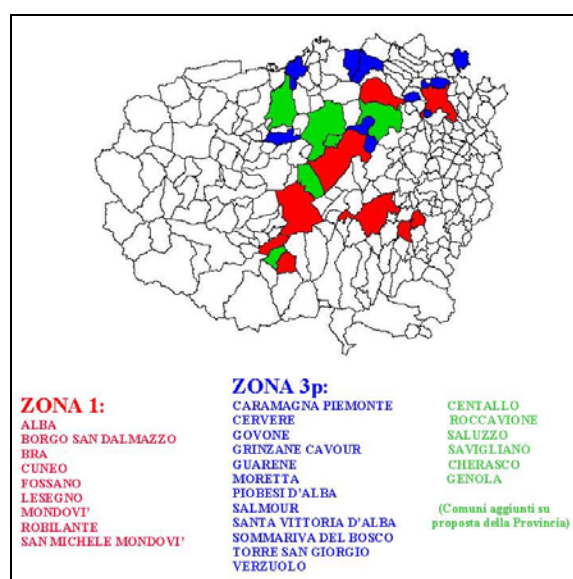 ZONA 1:
ALBA
BORGO SAN DALMAZZO
BRA
CUNEO
FOSSANO
LESEGNO
MONDOVI'
ROBILANTE
SAN MICHELE MONDOVI'
ZONA 3p:
CARAMAGNA PIEMONTE
CERVERE
GOVONE
GRINZANE CAVOUR
GUARENE
MORETTA
PIOBESI D'ALBA
SALMOUR
SANTA VITTORIA D'ALBA
SOMMARIVA DEL BOSCO
TORRE SAN GIORGIO
VERZUOLO
CENTALLO
ROCCAVIONE
SALUZZO
SAVIGLIANO
CHERASCO
GENOLA
(Comuni aggiunti su
proposta della Provincia)